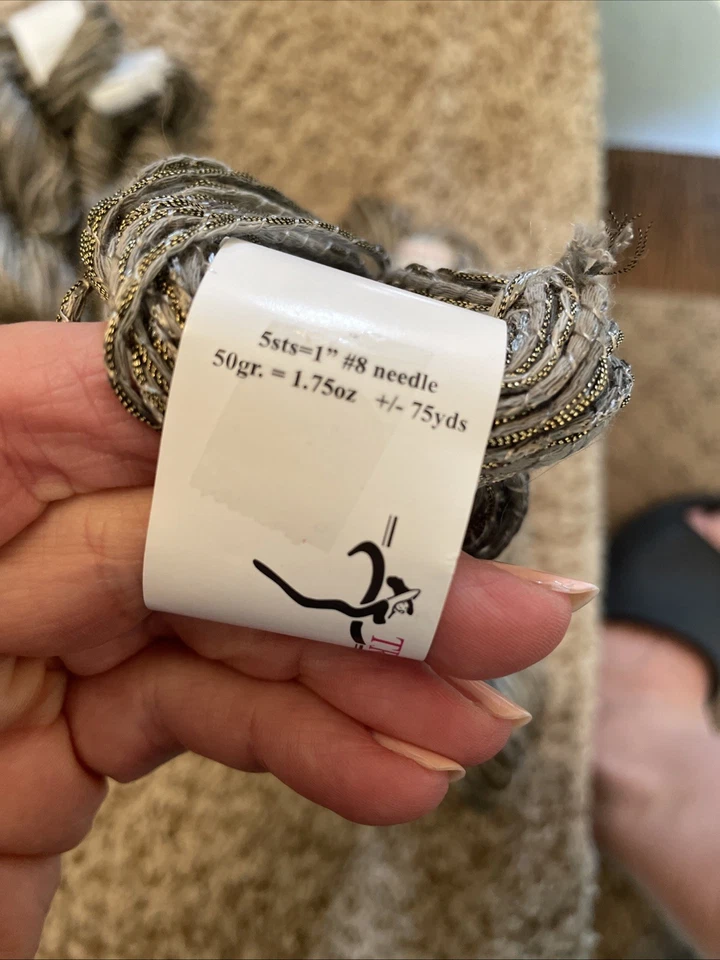 5sts=1” #8 needle
50gr. = 1.75oz +/- 75yds